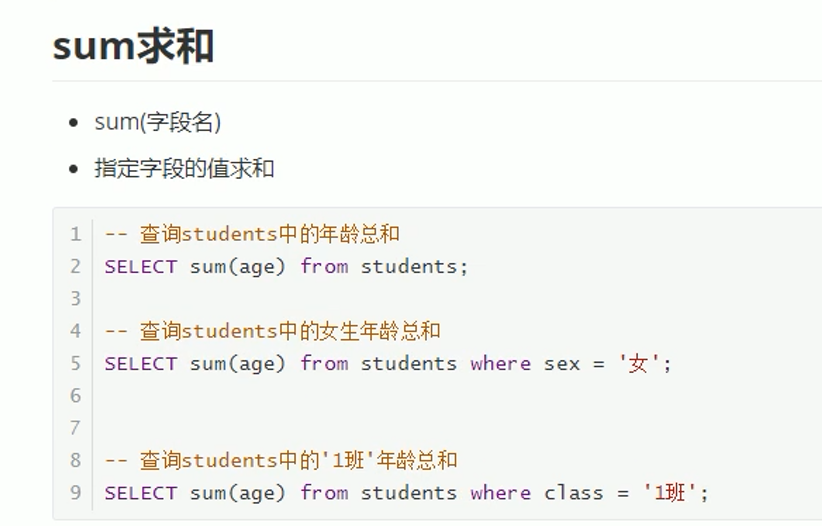 sum求和
sum(字段名)
指定字段的值求和
1 -- 查询students中的年龄总和
2 SELECT sum(age) from students;
3
4 -- 查询students中的女生年龄总和
5 SELECT sum(age) from students where sex = '女';
6
7
8 -- 查询students中的'1班'年龄总和
9 SELECT sum(age) from students where class = '1班';